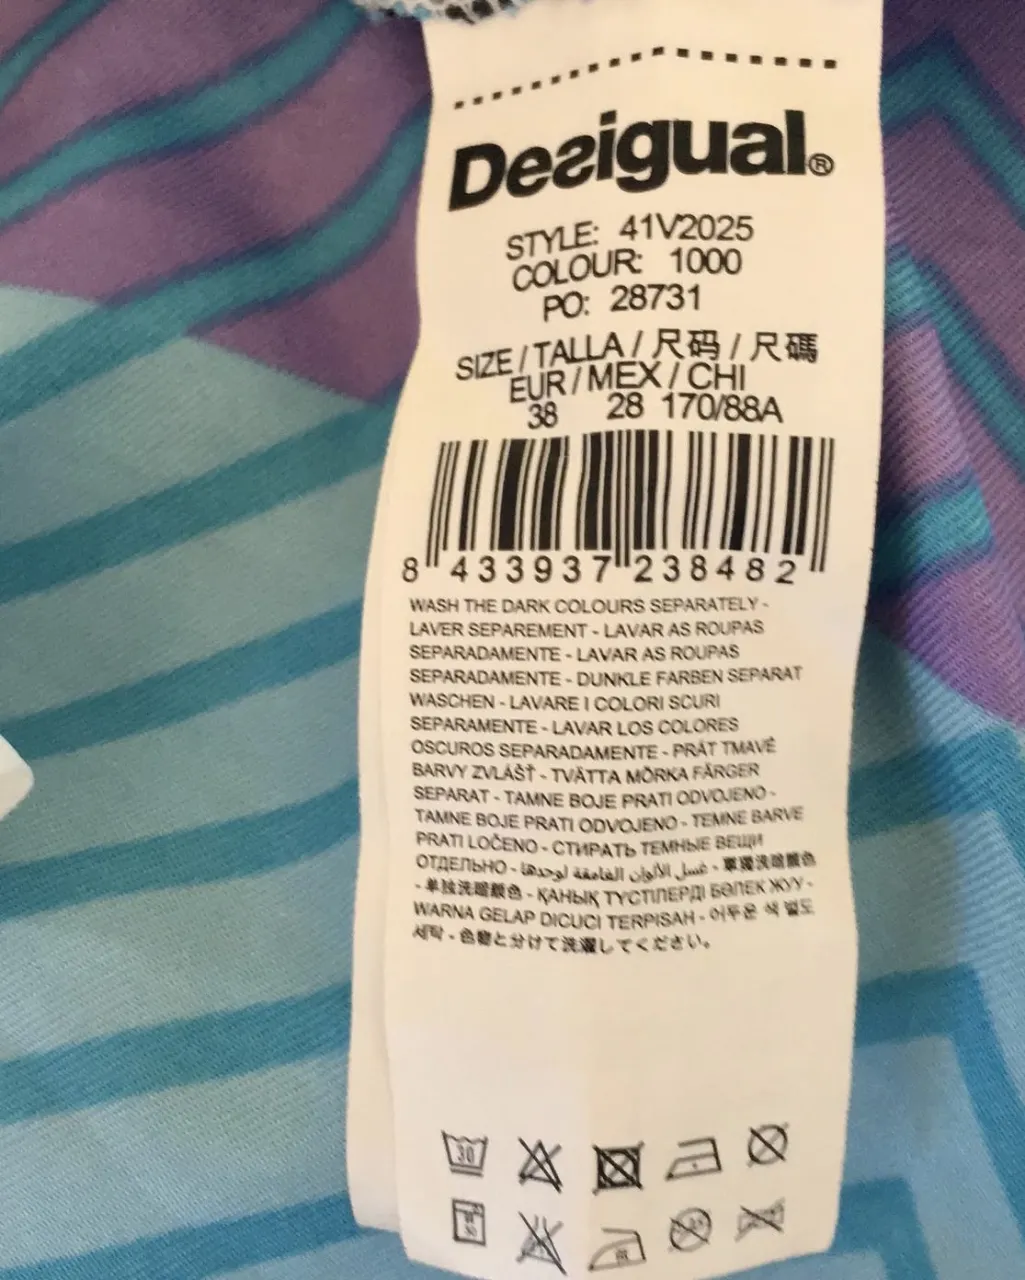 Desigual®
STYLE: 41V2025
COLOUR: 1000
PO: 28731
SIZE / TALLA / 尺码 / 尺碼
EUR / MEX / CHI
38 28 170/88A
8 433937 238482
WASH THE DARK COLOURS SEPARATELY -
LAVER SEPAREMENT - LAVAR AS ROUPAS
SEPARADAMENTE - LAVAR AS ROUPAS
SEPARADAMENTE - DUNKLE FARBEN SEPARAT
WASCHEN - LAVARE I COLORI SCURI
SEPARAMENTE - LAVAR LOS COLORES
OSCUROS SEPARADAMENTE - PRÁT TMAVÉ
BARVY ZVLÁŠŤ - TVÄTTA MÖRKA FÄRGER
SEPARAT - TAMNE BOJE PRATI ODVOJENO -
TAMNE BOJE PRATI ODVOJENO - TEMNE BARVE
PRATI LOČENO - СТИРАТЬ ТЕМНЫЕ ВЕЩИ
ОТДЕЛЬНО - غسل الألوان الغامقة لوحدها - 單獨洗暗顏色
- 单独洗暗颜色 - ҚАНЫҚ ТҮСТІЛЕРДІ БӨЛЕК ЖУУ -
WARNA GELAP DICUCI TERPISAH - 어두운 색 별도
세탁 - 色物と分けて洗濯してください。
30